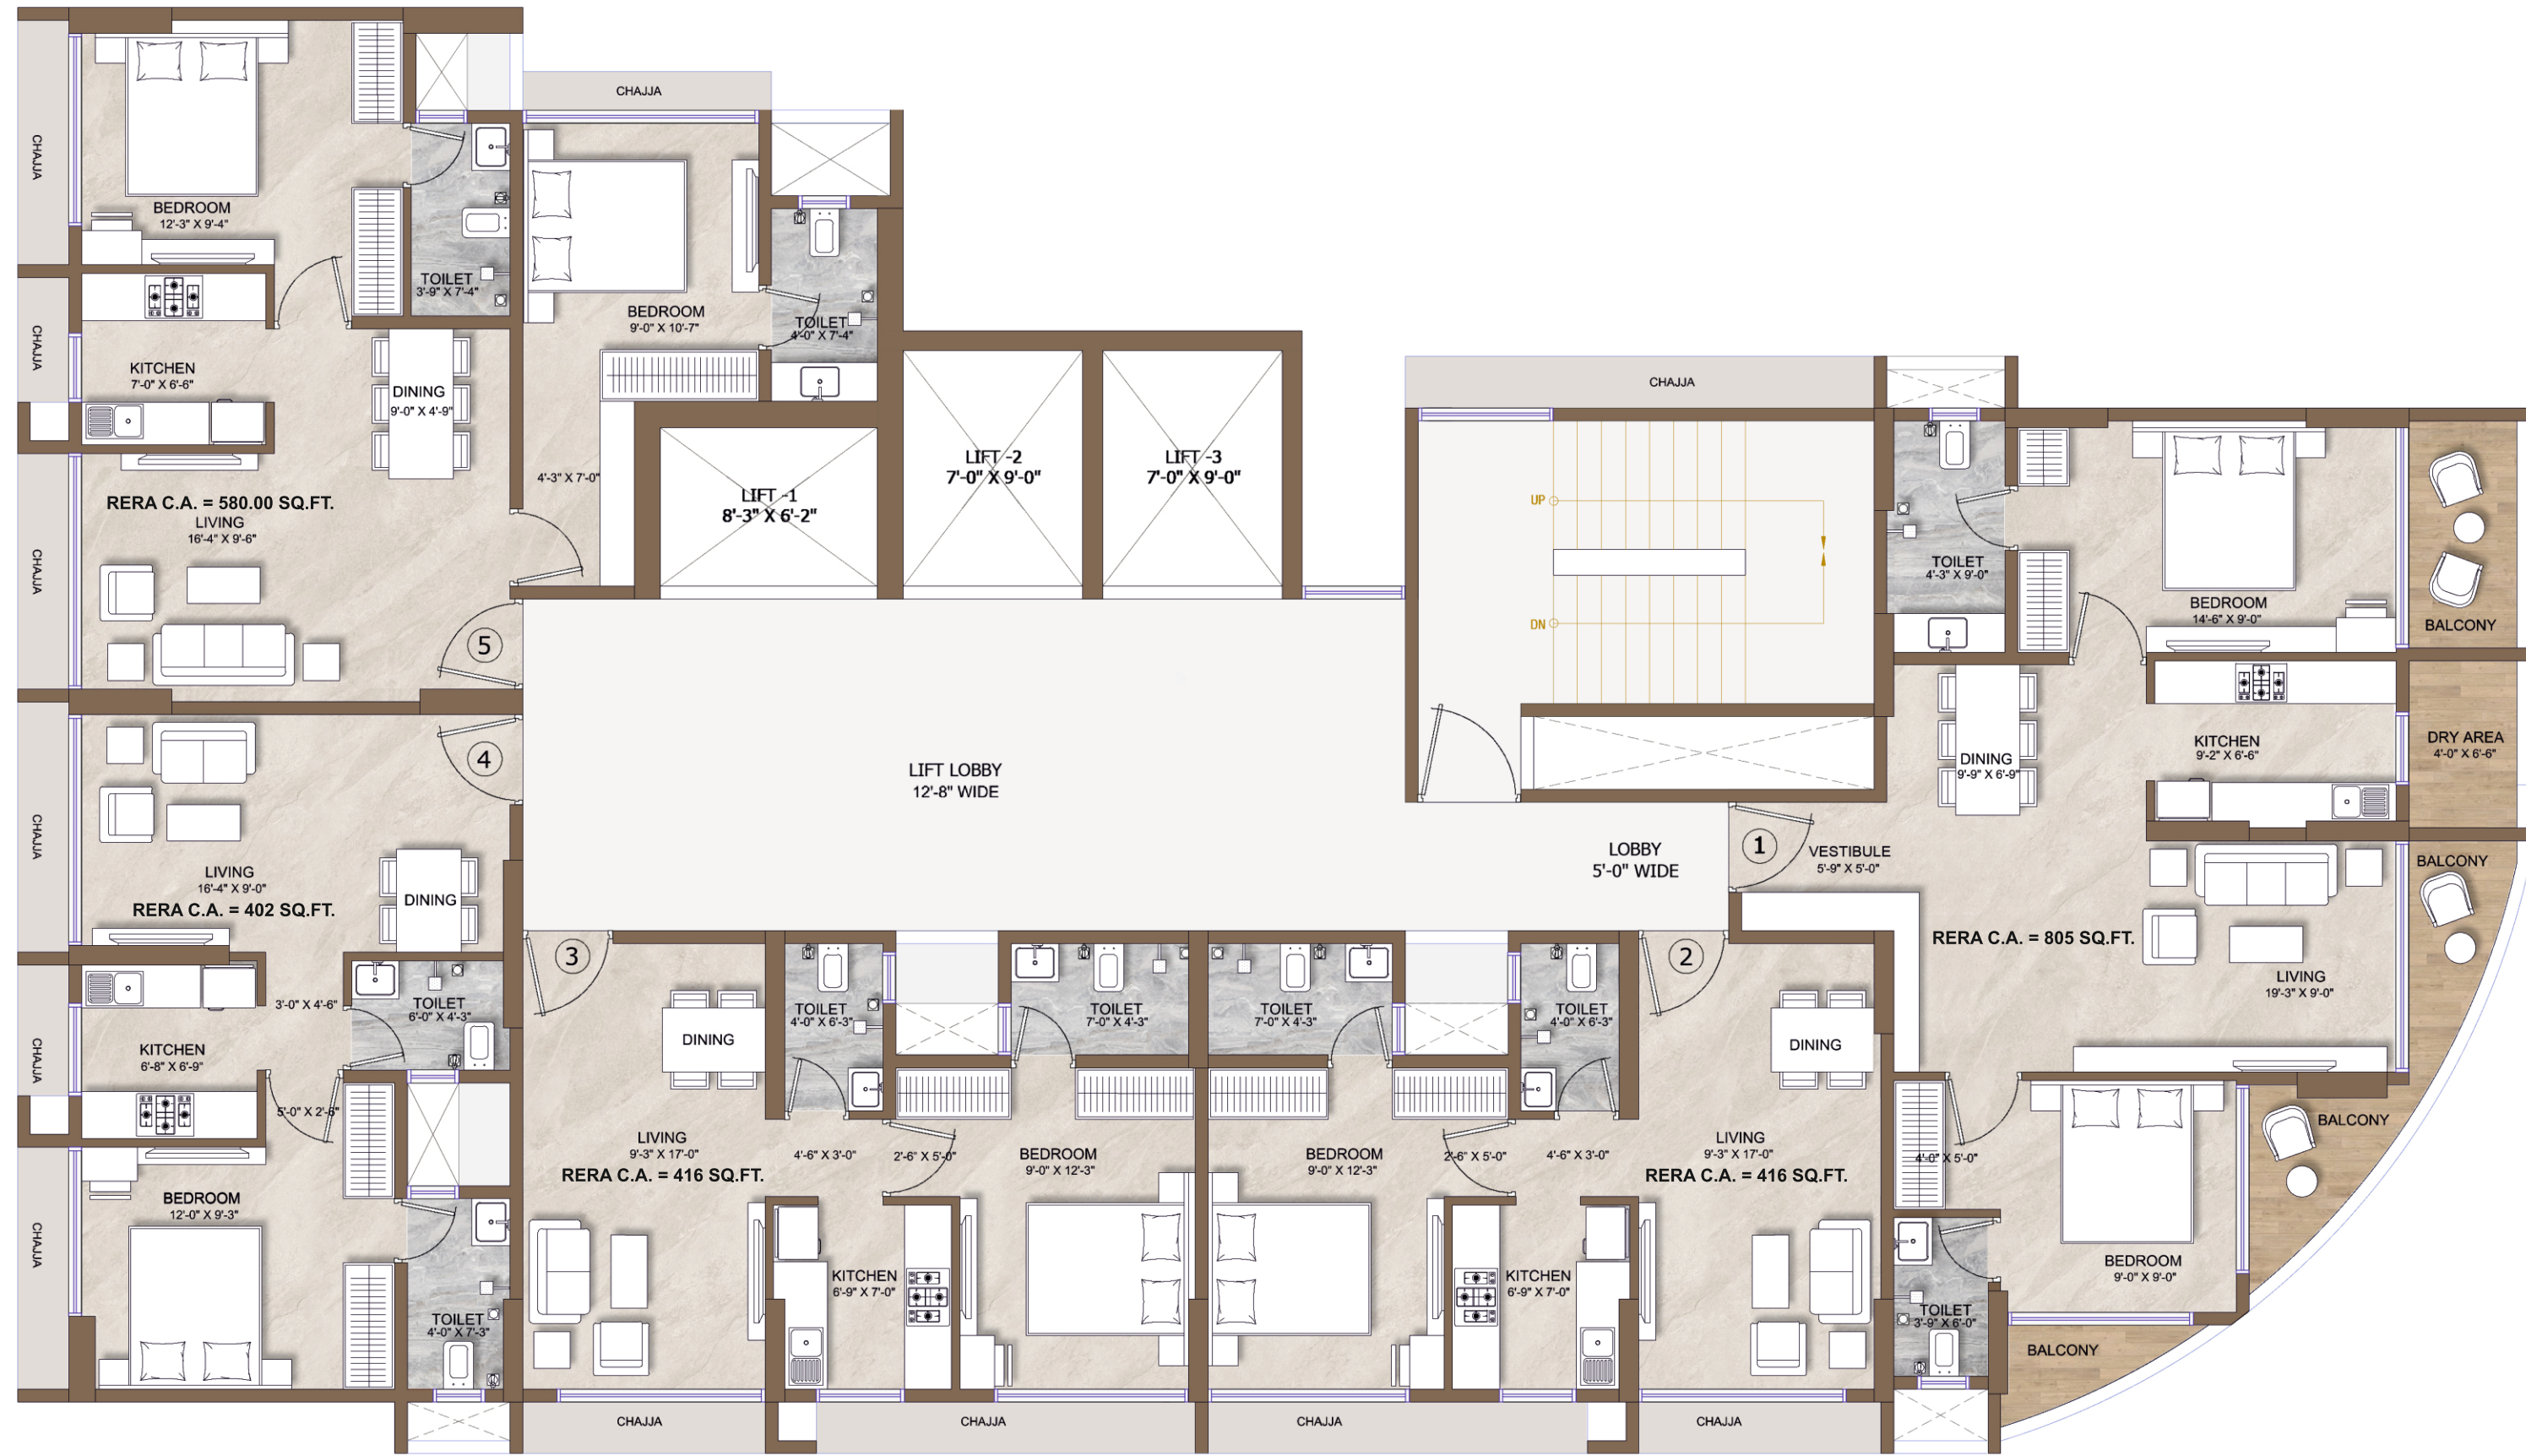 CHAJJA
BEDROOM
12'-3" X 9'-4"
TOILET
3'-9" X 7'-4"
CHAJJA
KITCHEN
7'-0" X 6'-6"
DINING
9'-0" X 4'-9"
CHAJJA
RERA C.A. = 580.00 SQ.FT.
LIVING
16'-4" X 9'-6"
5
CHAJJA
CHAJJA
BEDROOM
9'-0" X 10'-7"
TOILET
4'-0" X 7'-4"
4'-3" X 7'-0"
LIFT -1
8'-3" X 6'-2"
LIFT -2
7'-0" X 9'-0"
LIFT -3
7'-0" X 9'-0"
CHAJJA
UP
DN
LIFT LOBBY
12'-8" WIDE
LOBBY
5'-0" WIDE
TOILET
4'-3" X 9'-0"
BEDROOM
14'-6" X 9'-0"
BALCONY
DINING
9'-9" X 6'-9"
KITCHEN
9'-2" X 6'-6"
DRY AREA
4'-0" X 6'-6"
1
VESTIBULE
5'-9" X 5'-0"
BALCONY
RERA C.A. = 805 SQ.FT.
LIVING
19'-3" X 9'-0"
BALCONY
4'-0" X 5'-0"
BEDROOM
9'-0" X 9'-0"
TOILET
3'-9" X 6'-0"
BALCONY
4
CHAJJA
LIVING
16'-4" X 9'-0"
RERA C.A. = 402 SQ.FT.
DINING
3'-0" X 4'-6"
TOILET
6'-0" X 4'-3"
CHAJJA
KITCHEN
6'-8" X 6'-9"
5'-0" X 2'-6"
CHAJJA
BEDROOM
12'-0" X 9'-3"
TOILET
4'-0" X 7'-3"
3
DINING
TOILET
4'-0" X 6'-3"
TOILET
7'-0" X 4'-3"
LIVING
9'-3" X 17'-0"
RERA C.A. = 416 SQ.FT.
4'-6" X 3'-0"
2'-6" X 5'-0"
BEDROOM
9'-0" X 12'-3"
KITCHEN
6'-9" X 7'-0"
CHAJJA
CHAJJA
2
TOILET
7'-0" X 4'-3"
TOILET
4'-0" X 6'-3"
DINING
BEDROOM
9'-0" X 12'-3"
2'-6" X 5'-0"
4'-6" X 3'-0"
LIVING
9'-3" X 17'-0"
RERA C.A. = 416 SQ.FT.
KITCHEN
6'-9" X 7'-0"
CHAJJA
CHAJJA